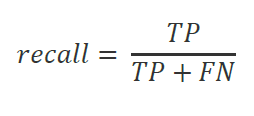 recall = TP / TP + FN